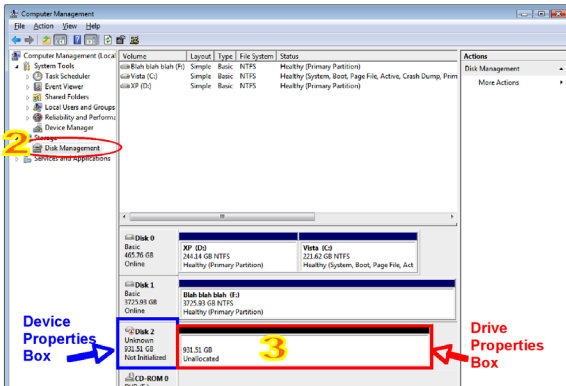 Computer Management
File Action View Help
Computer Management (Local
System Tools
Task Scheduler
Event Viewer
Shared Folders
Local Users and Groups
Reliability and Performa
Device Manager
Storage
Disk Management
Services and Applications
2
Volume Layout Type File System Status
Blah blah blah (F:) Simple Basic NTFS Healthy (Primary Partition)
Vista (C:) Simple Basic NTFS Healthy (System, Boot, Page File, Active, Crash Dump, Prim
XP (D:) Simple Basic NTFS Healthy (Primary Partition)
Actions
Disk Management
More Actions
Disk 0
Basic
465.76 GB
Online
XP (D:)
244.14 GB NTFS
Healthy (Primary Partition)
Vista (C:)
221.62 GB NTFS
Healthy (System, Boot, Page File, Act
Disk 1
Basic
3725.93 GB
Online
Blah blah blah (F:)
3725.93 GB NTFS
Healthy (Primary Partition)
Device
Properties
Box
Disk 2
Unknown
931.51 GB
Not Initialized
931.51 GB
Unallocated
3
Drive
Properties
Box
CD-ROM 0